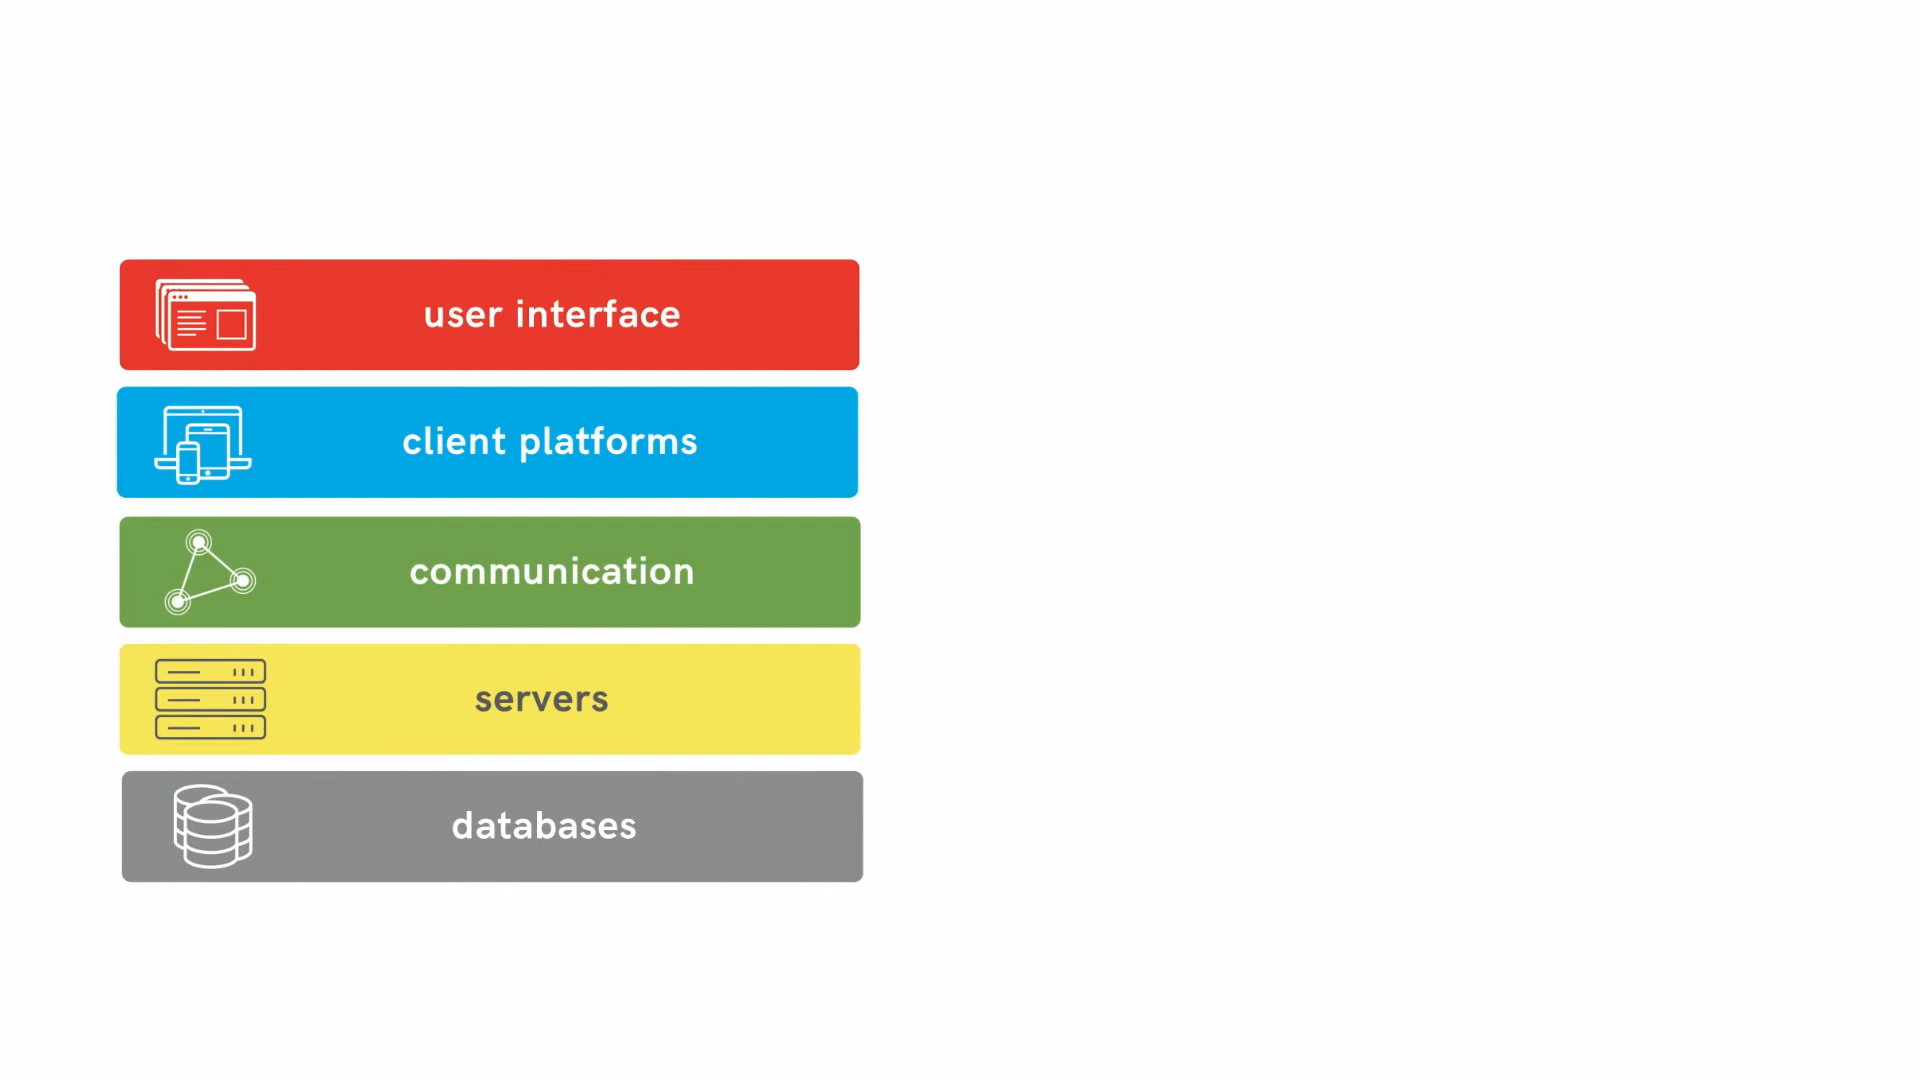 user interface
client platforms
communication
servers
databases